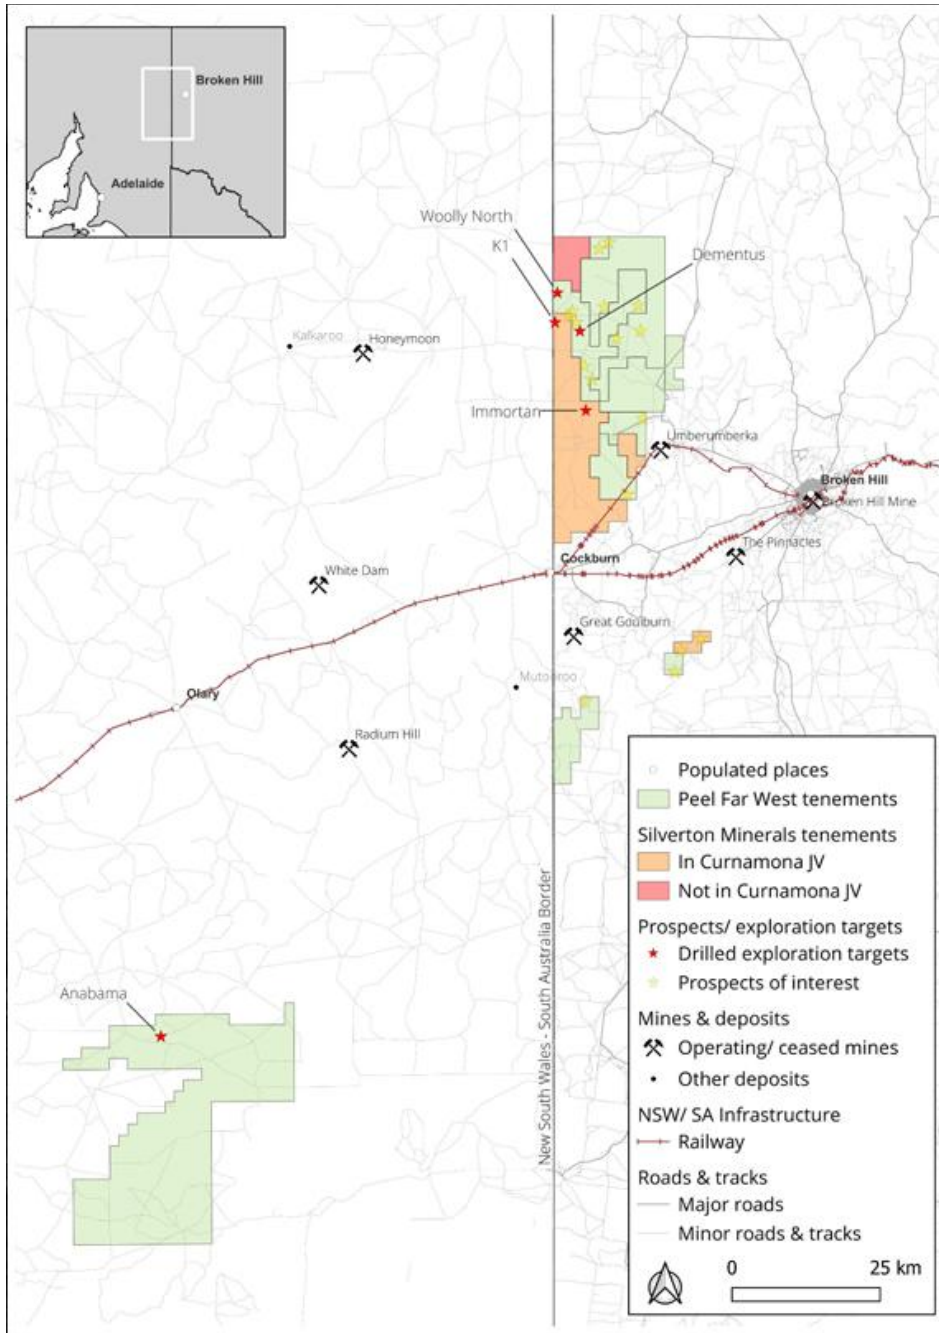 Broken Hill
Adelaide
Woolly North
K1
Dementus
Kalkaroo
Honeymoon
Immortan
Umberumberka
Broken Hill
Broken Hill Mine
The Pinnacles
Cockburn
White Dam
Great Goulburn
Mutooroo
Olary
Radium Hill
New South Wales - South Australia Border
Anabama
Populated places
Peel Far West tenements
Silverton Minerals tenements
In Curnamona JV
Not in Curnamona JV
Prospects/ exploration targets
Drilled exploration targets
Prospects of interest
Mines & deposits
Operating/ ceased mines
Other deposits
NSW/ SA Infrastructure
Railway
Roads & tracks
Major roads
Minor roads & tracks
0 25 km